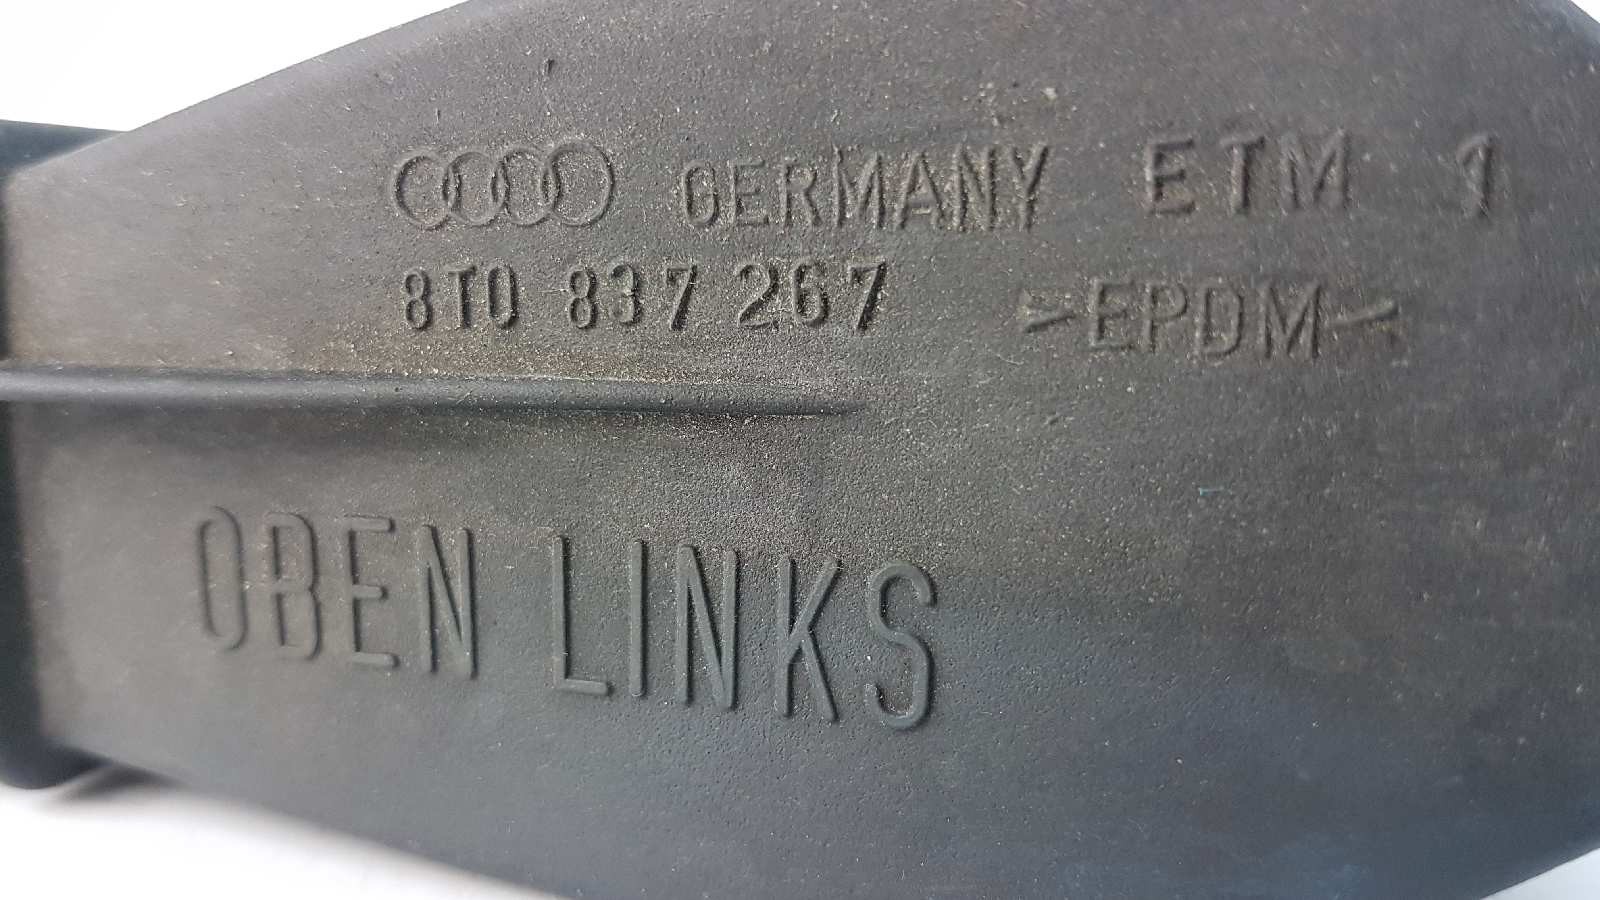 GERMANY ETM 1
8T0 837 267 >EPDM<
OBEN LINKS